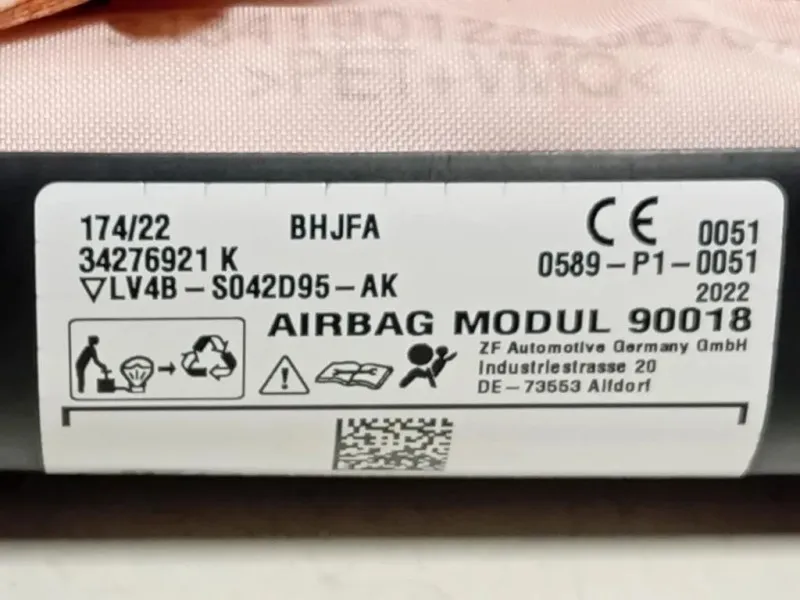 >PET+VMQ<
174/22 BHJFA CE 0051
34276921 K 0589-P1-0051
▽LV4B-S042D95-AK 2022
AIRBAG MODUL 90018
ZF Automotive Germany GmbH
Industriestrasse 20
DE-73553 Alfdorf